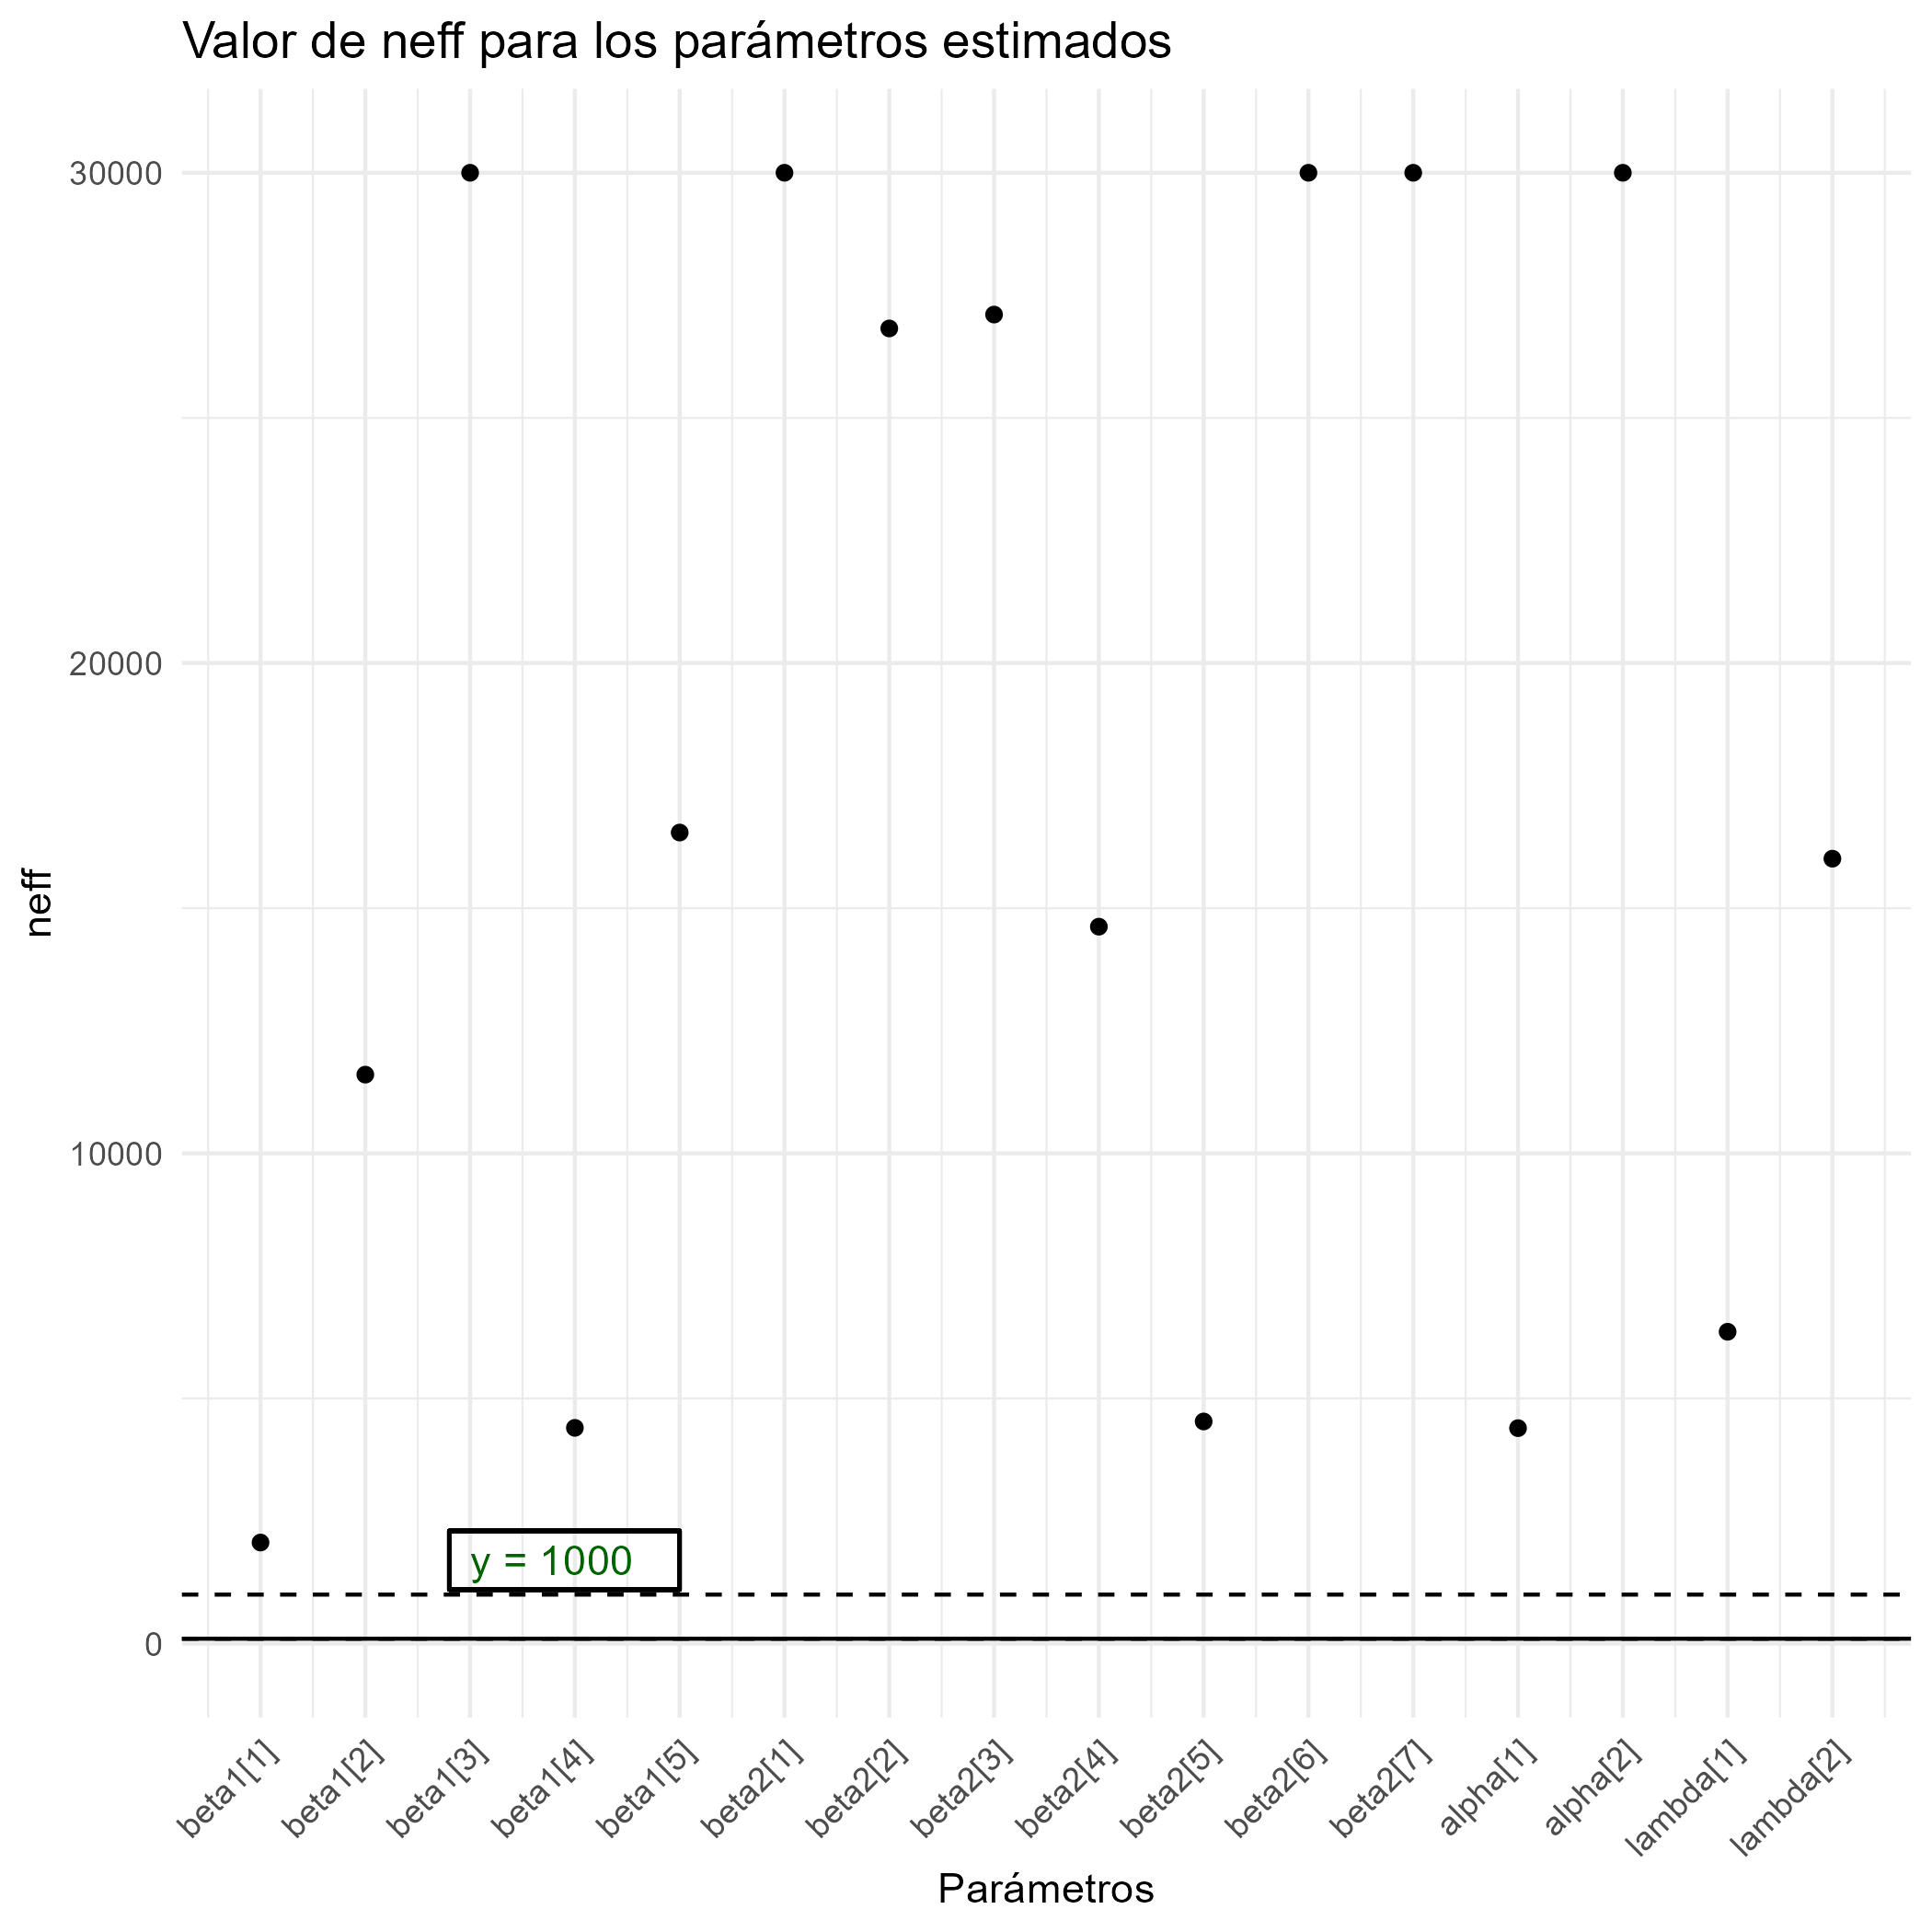 Valor de neff para los parámetros estimados
neff
30000
20000
10000
0
y = 1000
beta1[1]
beta1[2]
beta1[3]
beta1[4]
beta1[5]
beta2[1]
beta2[2]
beta2[3]
beta2[4]
beta2[5]
beta2[6]
beta2[7]
alpha[1]
alpha[2]
lambda[1]
lambda[2]
Parámetros